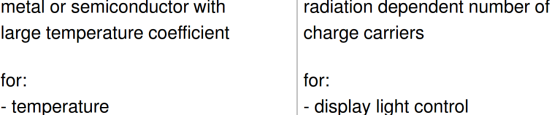 metal or semiconductor with
large temperature coefficient
for:
- temperature
radiation dependent number of
charge carriers
for:
- display light control